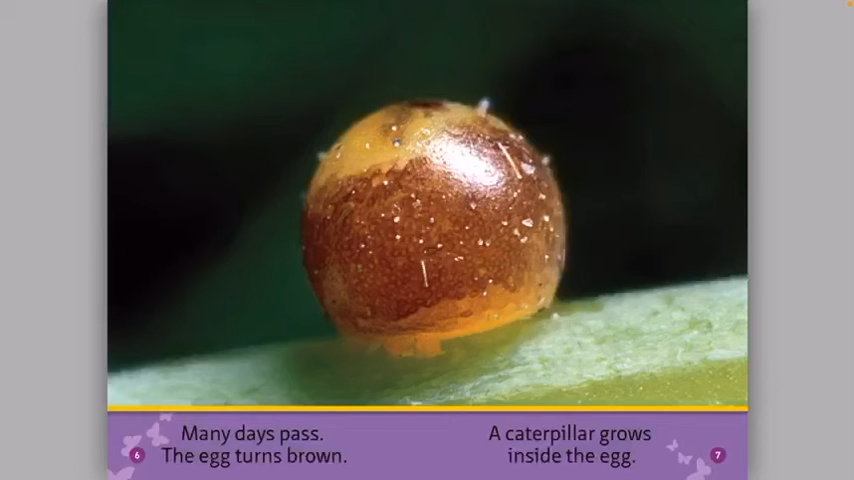 Many days pass.
The egg turns brown.
6
A caterpillar grows
inside the egg.
7